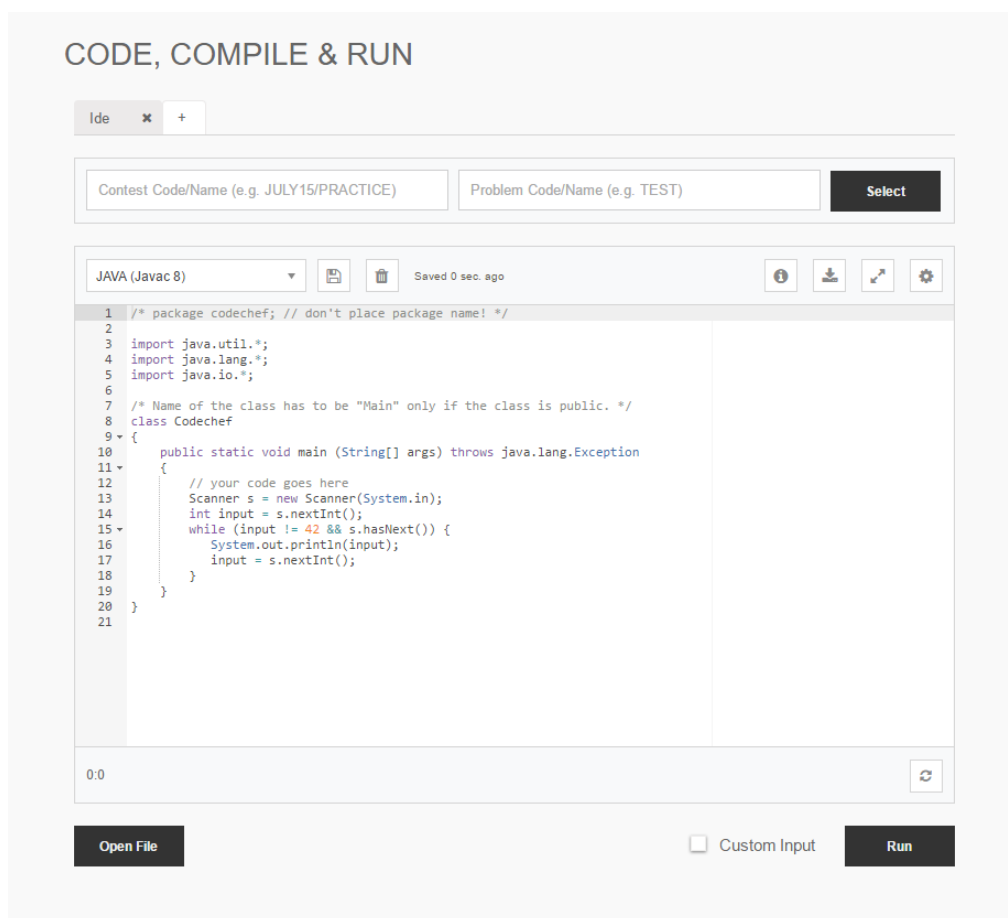 CODE, COMPILE & RUN
Ide ✖ +
Contest Code/Name (e.g. JULY15/PRACTICE) Problem Code/Name (e.g. TEST) Select
JAVA (Javac 8) Saved 0 sec. ago
1 /* package codechef; // don't place package name! */
2
3 import java.util.*;
4 import java.lang.*;
5 import java.io.*;
6
7 /* Name of the class has to be "Main" only if the class is public. */
8 class Codechef
9 {
10     public static void main (String[] args) throws java.lang.Exception
11     {
12         // your code goes here
13         Scanner s = new Scanner(System.in);
14         int input = s.nextInt();
15         while (input != 42 && s.hasNext()) {
16            System.out.println(input);
17            input = s.nextInt();
18         }
19     }
20 }
21
0:0
Open File Custom Input Run